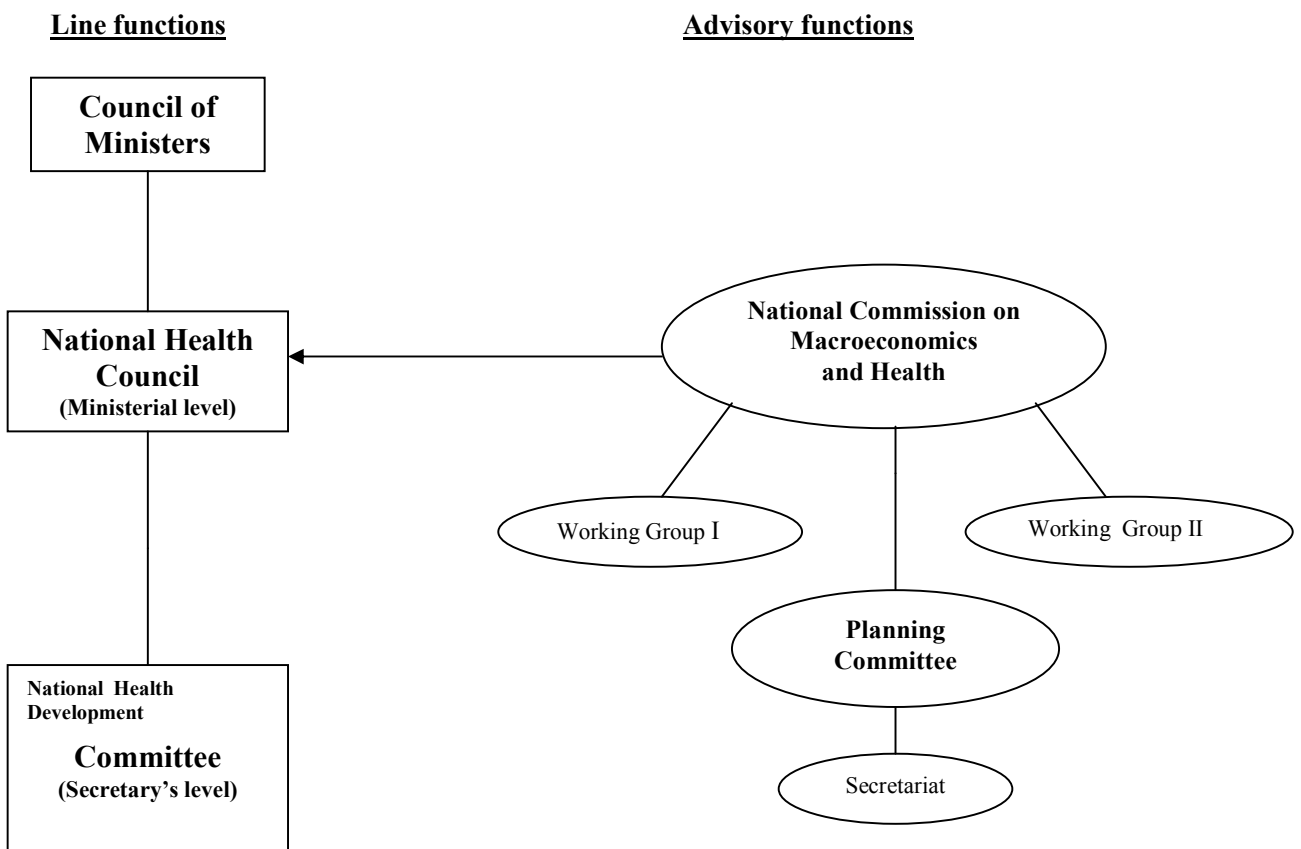 Line functions
Advisory functions
Council of
Ministers
National Health
Council
(Ministerial level)
National Commission on
Macroeconomics
and Health
Working Group I
Working Group II
Planning
Committee
National Health
Development
Committee
(Secretary’s level)
Secretariat